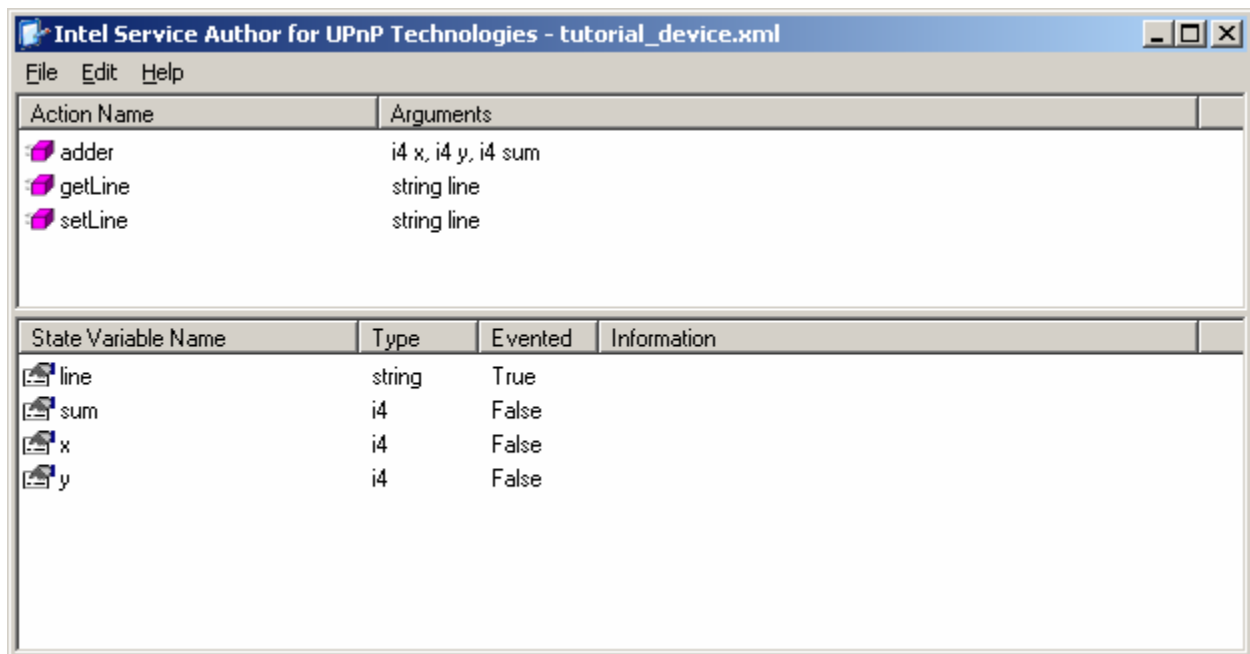 Intel Service Author for UPnP Technologies - tutorial_device.xml
File Edit Help
Action Name Arguments
adder i4 x, i4 y, i4 sum
getLine string line
setLine string line
State Variable Name Type Evented Information
line string True
sum i4 False
x i4 False
y i4 False